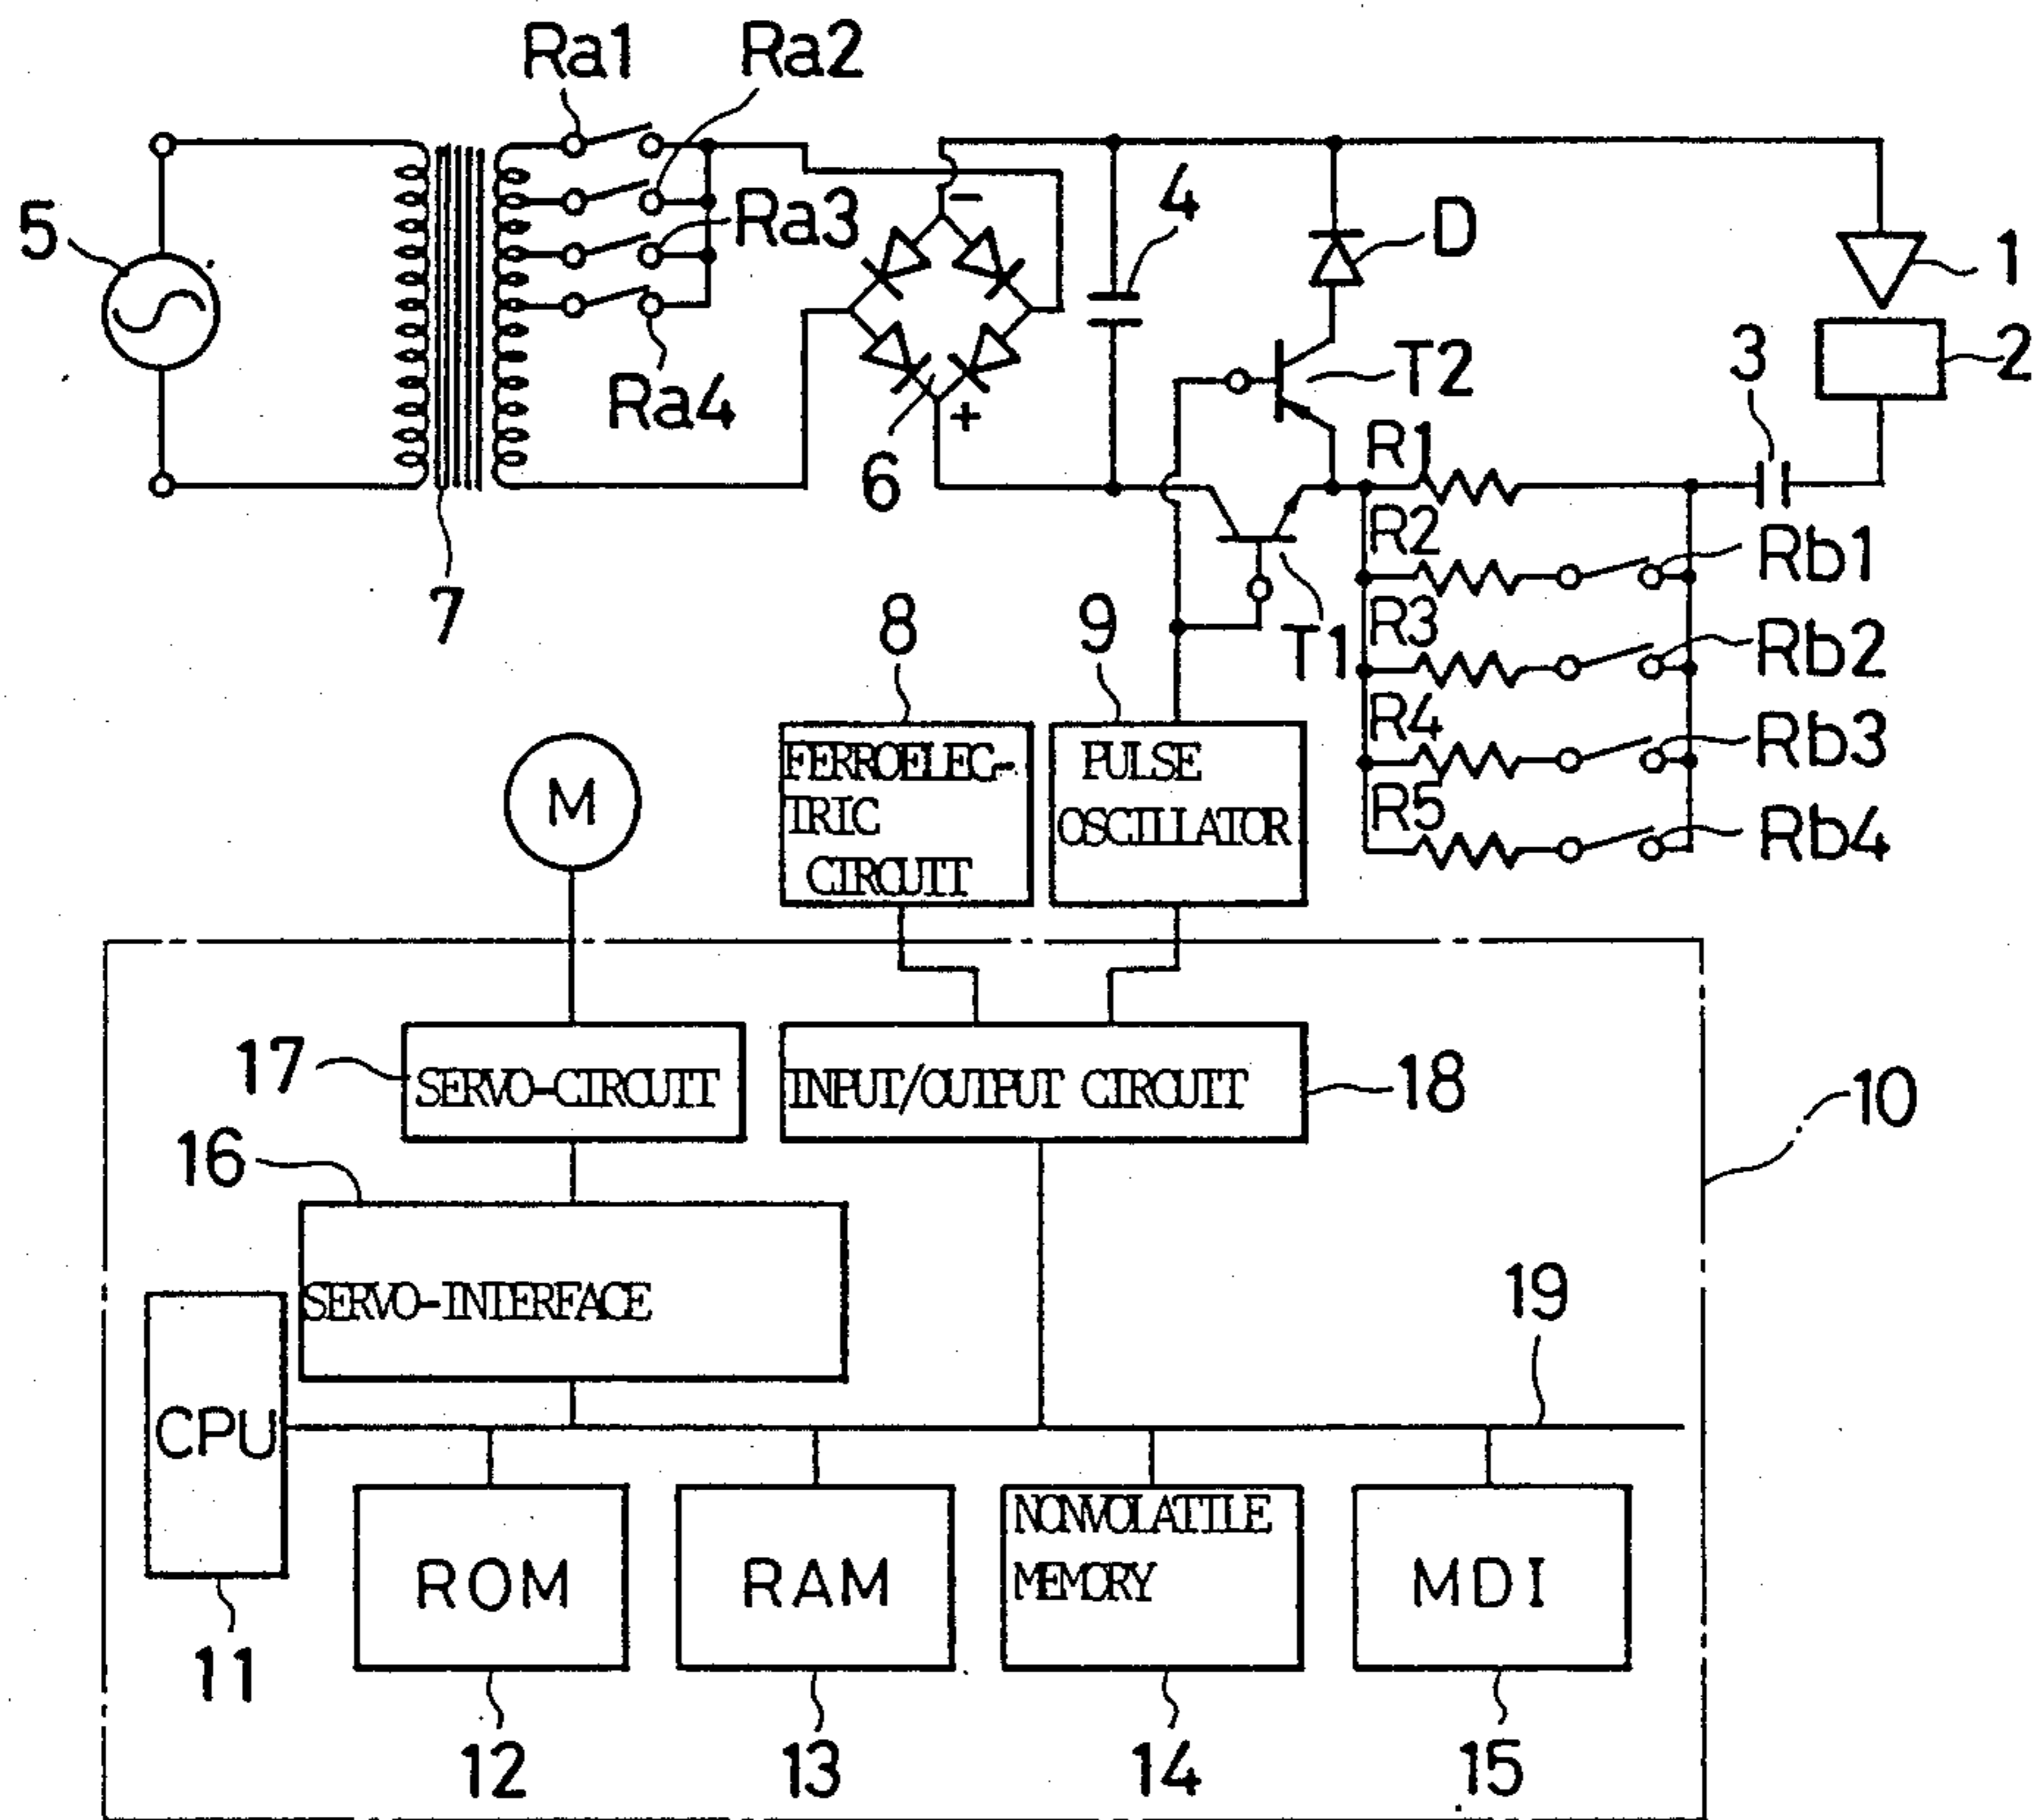 Ra1
Ra2
5
Ra3
-
4
D
1
Ra4
T2
3
2
+
6
R1
7
R2
Rb1
8
9
T1
R3
Rb2
M
FERROELEC-
TRIC
CIRCUIT
PULSE
OSCILLATOR
R4
Rb3
R5
Rb4
17
SERVO-CIRCUIT
INPUT/OUTPUT CIRCUIT
18
10
16
SERVO-INTERFACE
19
CPU
NONVOLATILE
MEMORY
ROM
RAM
MDI
11
12
13
14
15